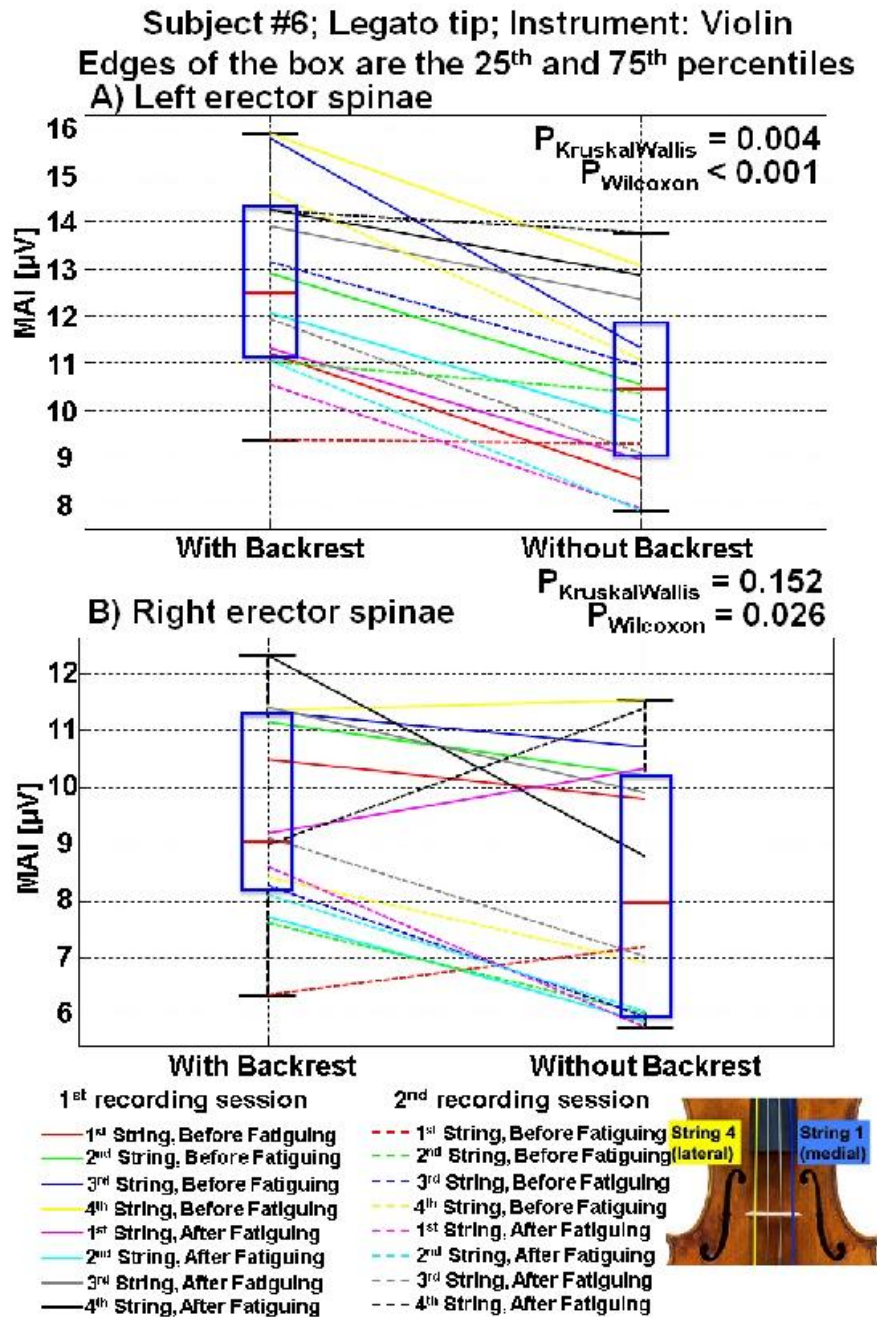 Subject #6; Legato tip; Instrument: Violin
Edges of the box are the 25th and 75th percentiles
A) Left erector spinae
P KruskalWallis = 0.004
P Wilcoxon < 0.001
MAI [µV]
16
15
14
13
12
11
10
9
8
With Backrest
Without Backrest
P KruskalWallis = 0.152
P Wilcoxon = 0.026
B) Right erector spinae
MAI [µV]
12
11
10
9
8
7
6
With Backrest
Without Backrest
1st recording session
1st String, Before Fatiguing
2nd String, Before Fatiguing
3rd String, Before Fatiguing
4th String, Before Fatiguing
1st String, After Fatiguing
2nd String, After Fatiguing
3rd String, After Fatiguing
4th String, After Fatiguing
2nd recording session
1st String, Before Fatiguing
2nd String, Before Fatiguing
3rd String, Before Fatiguing
4th String, Before Fatiguing
1st String, After Fatiguing
2nd String, After Fatiguing
3rd String, After Fatiguing
4th String, After Fatiguing
String 4
(lateral)
String 1
(medial)